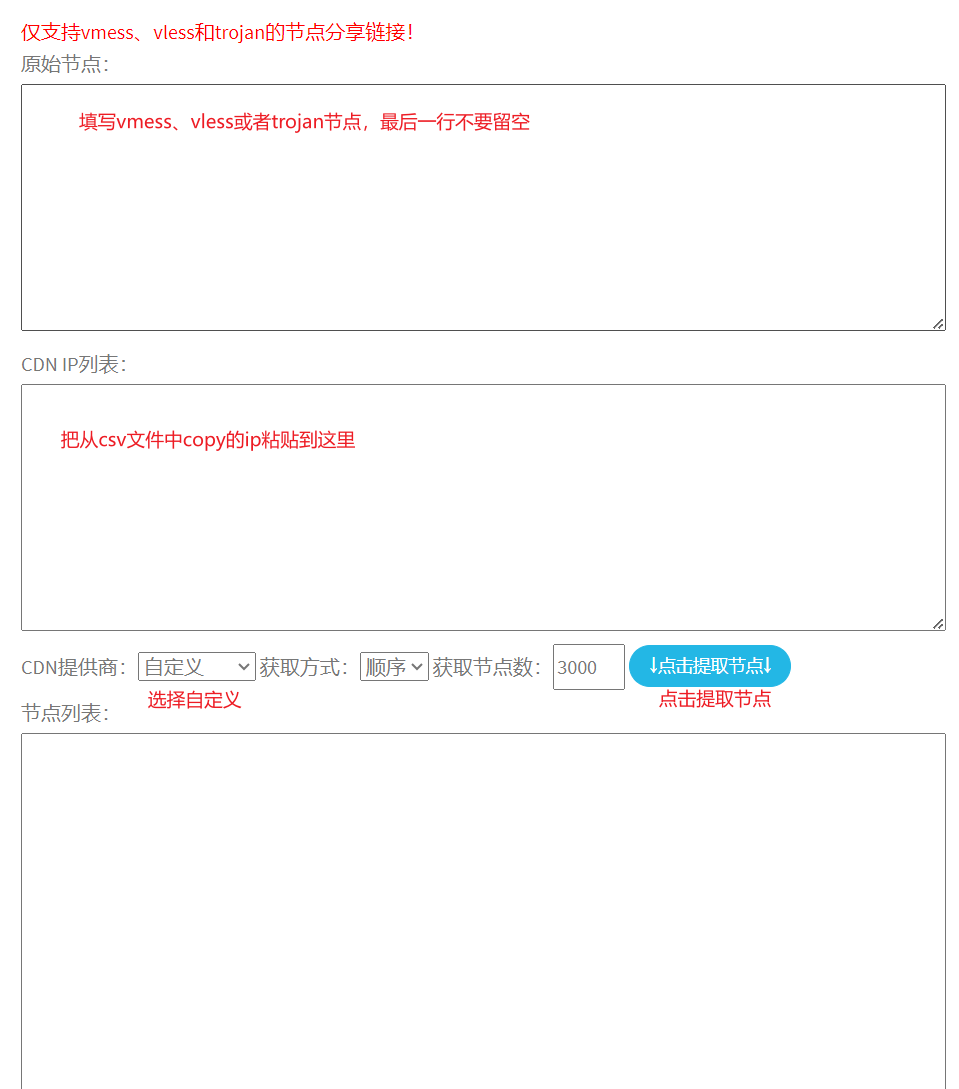 仅支持vmess、vless和trojan的节点分享链接！
原始节点：
填写vmess、vless或者trojan节点，最后一行不要留空
CDN IP列表：
把从csv文件中copy的ip粘贴到这里
CDN提供商： 自定义 获取方式： 顺序 获取节点数： 3000 ↓点击提取节点↓
选择自定义 点击提取节点
节点列表：